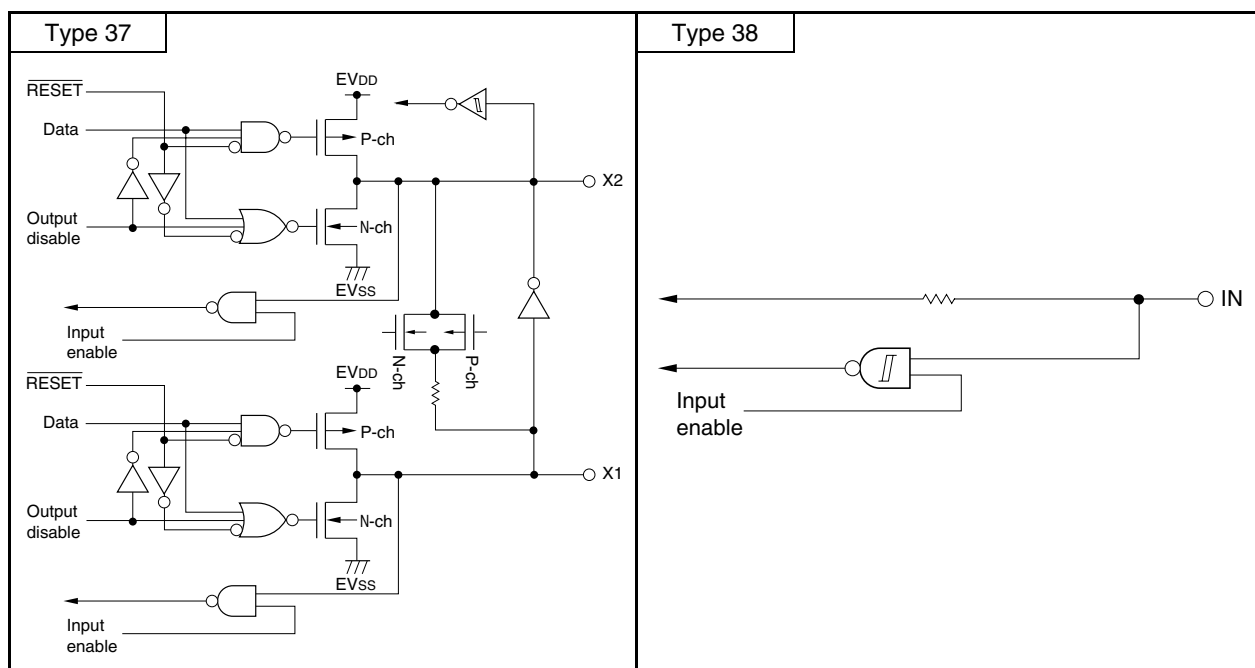 Type 37
RESET
Data
Output
disable
Input
enable
EVDD
P-ch
N-ch
EVSS
X2
N-ch
P-ch
RESET
Data
Output
disable
Input
enable
EVDD
P-ch
N-ch
EVSS
X1
Type 38
IN
Input
enable